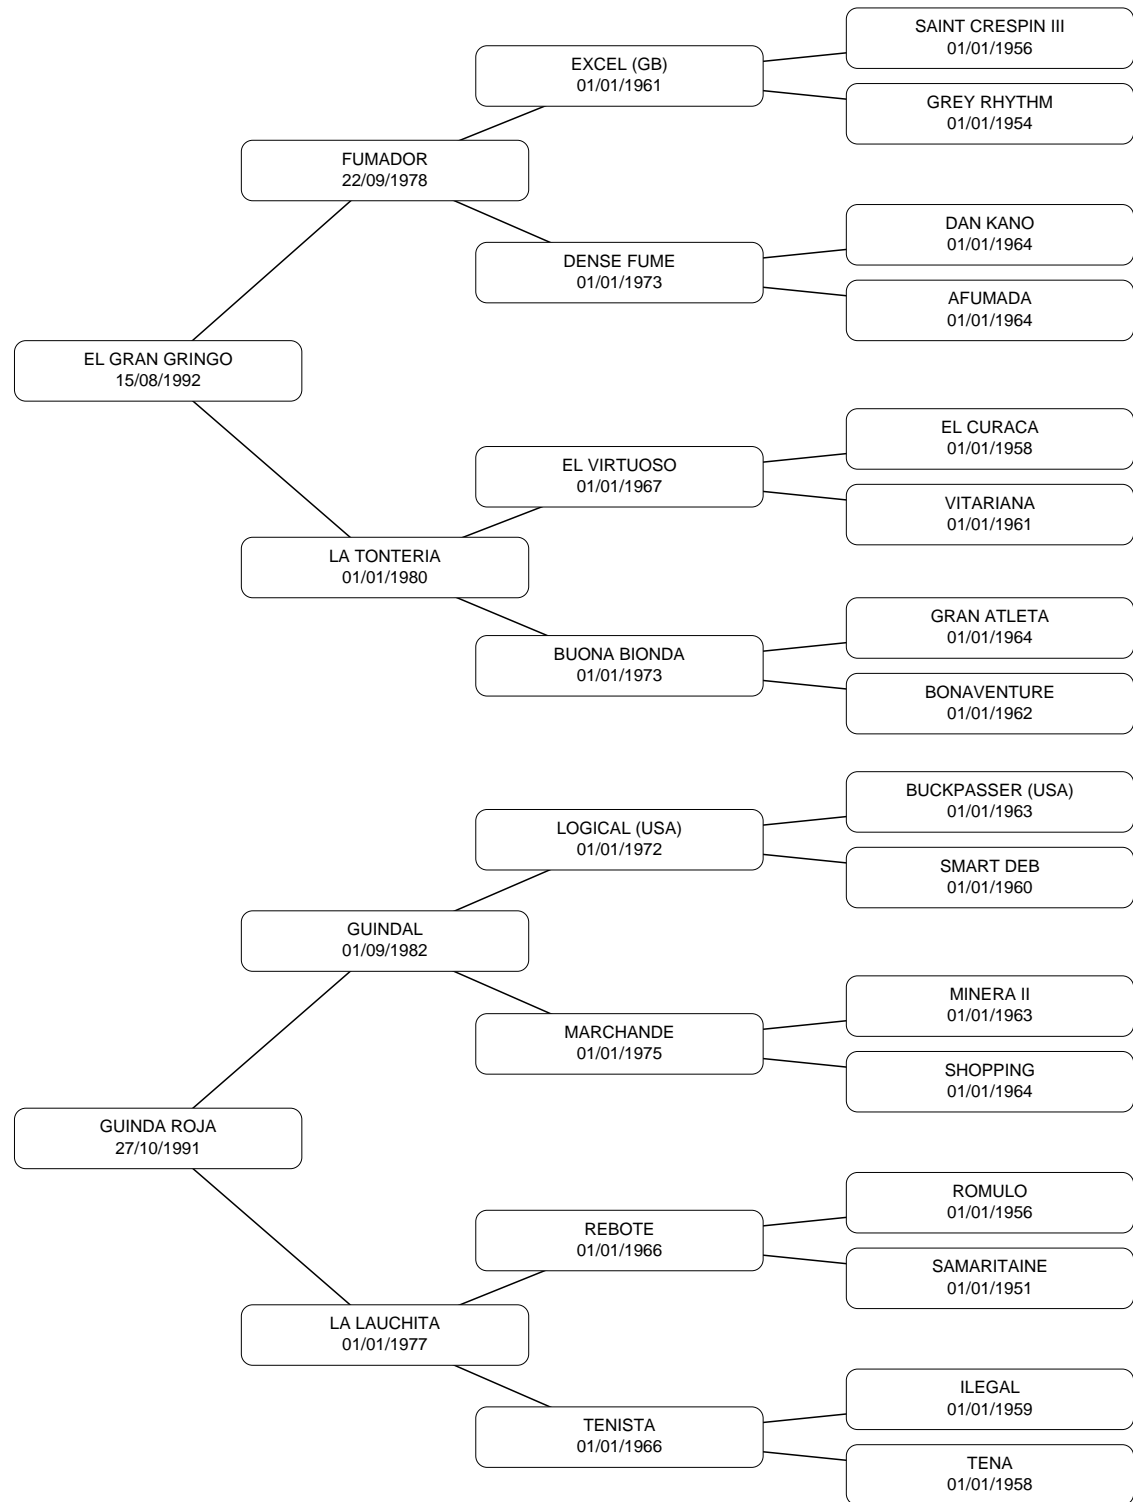 SAINT CRESPIN III
01/01/1956
EXCEL (GB)
01/01/1961
GREY RHYTHM
01/01/1954
FUMADOR
22/09/1978
DAN KANO
01/01/1964
DENSE FUME
01/01/1973
AFUMADA
01/01/1964
EL GRAN GRINGO
15/08/1992
EL CURACA
01/01/1958
EL VIRTUOSO
01/01/1967
VITARIANA
01/01/1961
LA TONTERIA
01/01/1980
GRAN ATLETA
01/01/1964
BUONA BIONDA
01/01/1973
BONAVENTURE
01/01/1962
BUCKPASSER (USA)
01/01/1963
LOGICAL (USA)
01/01/1972
SMART DEB
01/01/1960
GUINDAL
01/09/1982
MINERA II
01/01/1963
MARCHANDE
01/01/1975
SHOPPING
01/01/1964
GUINDA ROJA
27/10/1991
ROMULO
01/01/1956
REBOTE
01/01/1966
SAMARITAINE
01/01/1951
LA LAUCHITA
01/01/1977
ILEGAL
01/01/1959
TENISTA
01/01/1966
TENA
01/01/1958